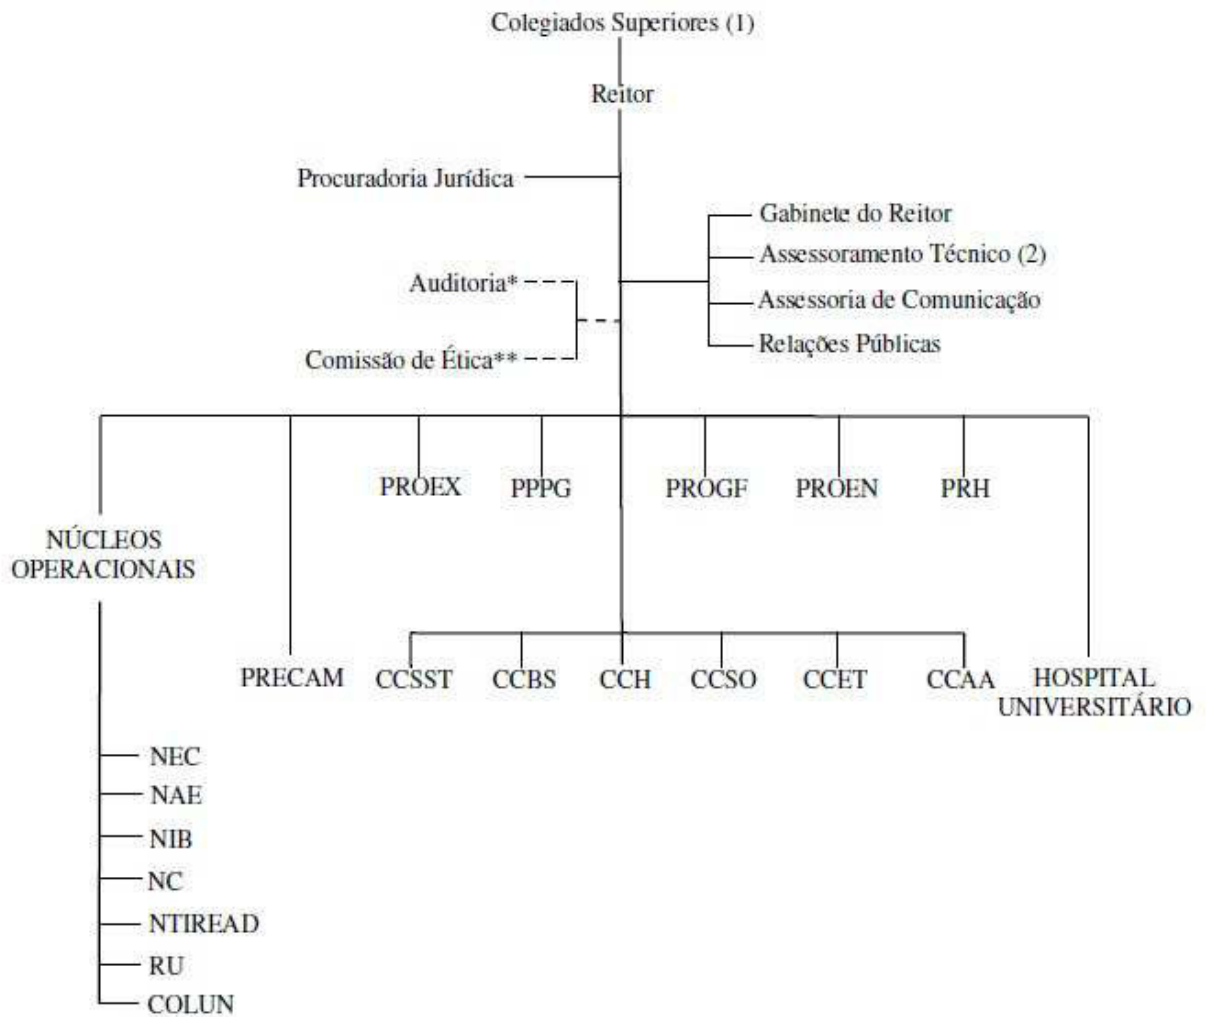 Colegiados Superiores (1)
Reitor
Procuradoria Jurídica
Gabinete do Reitor
Assessoramento Técnico (2)
Auditoria*
Assessoria de Comunicação
Relações Públicas
Comissão de Ética**
PROEX
PPPG
PROGF
PROEN
PRH
NÚCLEOS
OPERACIONAIS
PRECAM
CCSST
CCBS
CCH
CCSO
CCET
CCAA
HOSPITAL
UNIVERSITÁRIO
NEC
NAE
NIB
NC
NTIREAD
RU
COLUN